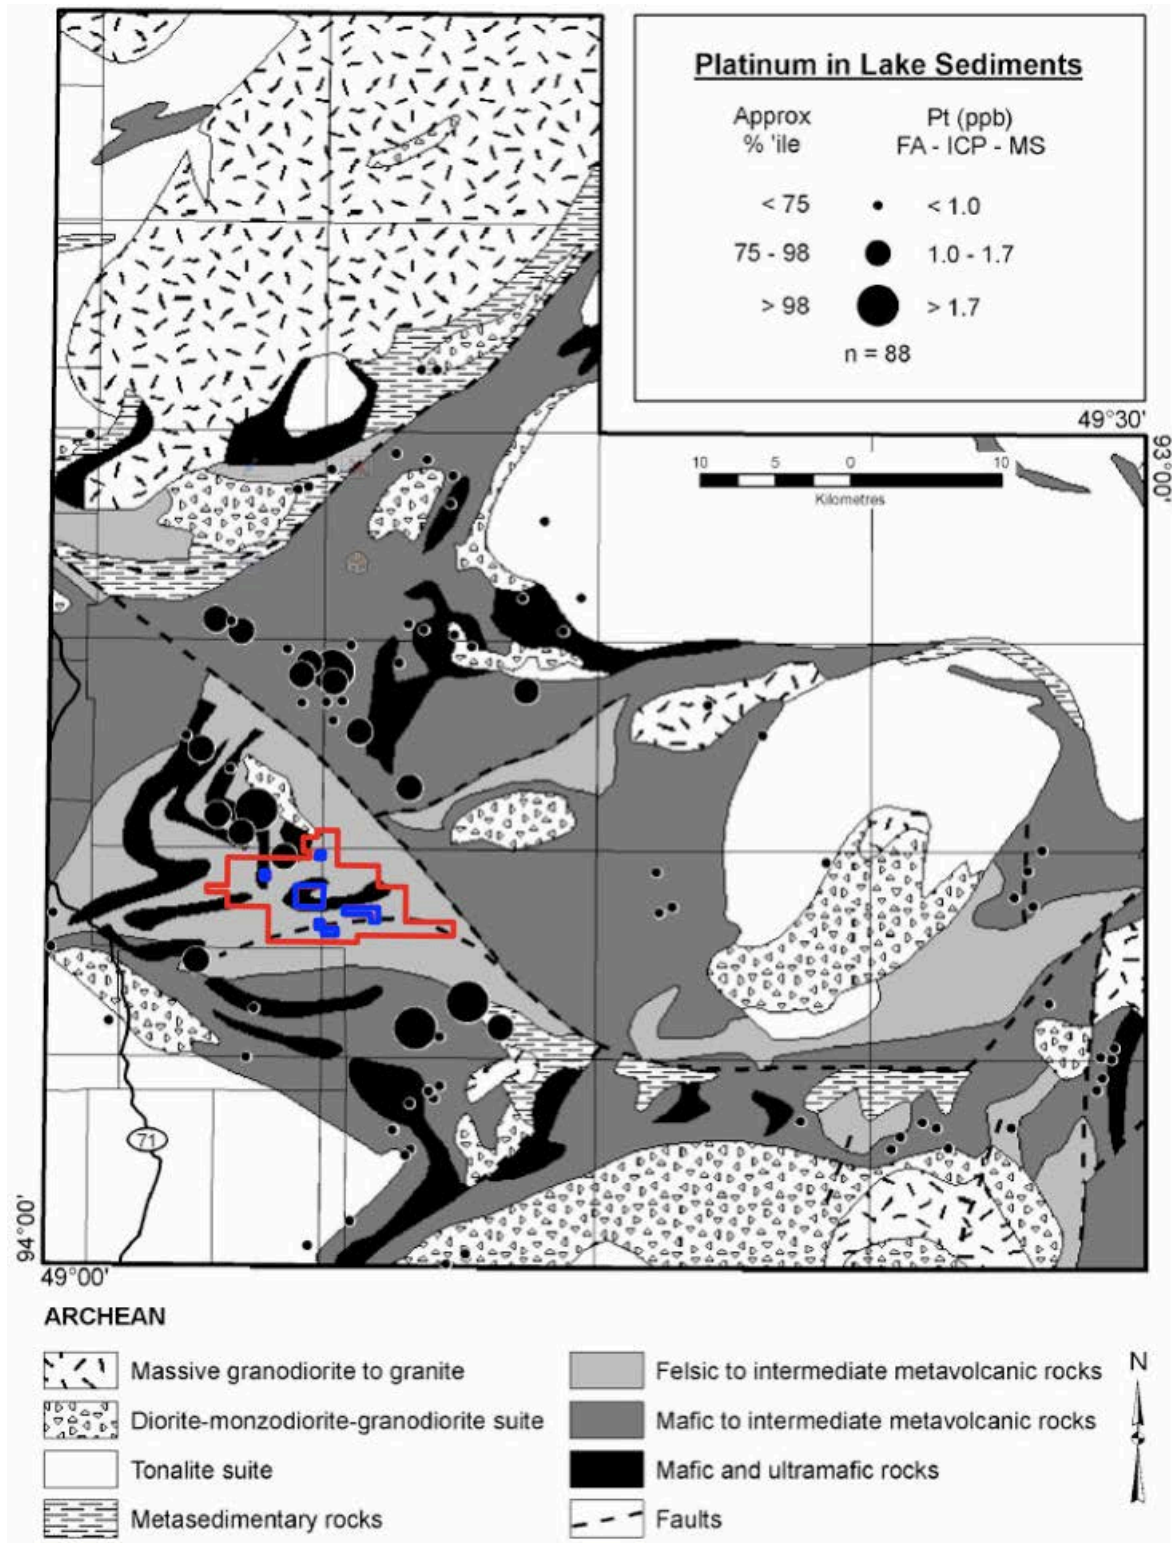 Platinum in Lake Sediments
Approx Pt (ppb)
% 'ile FA - ICP - MS
< 75 < 1.0
75 - 98 1.0 - 1.7
> 98 > 1.7
n = 88
49°30'
93°00'
10 5 0 10
Kilometres
71
94°00'
49°00'
ARCHEAN
Massive granodiorite to granite
Diorite-monzodiorite-granodiorite suite
Tonalite suite
Metasedimentary rocks
Felsic to intermediate metavolcanic rocks
Mafic to intermediate metavolcanic rocks
Mafic and ultramafic rocks
Faults
N